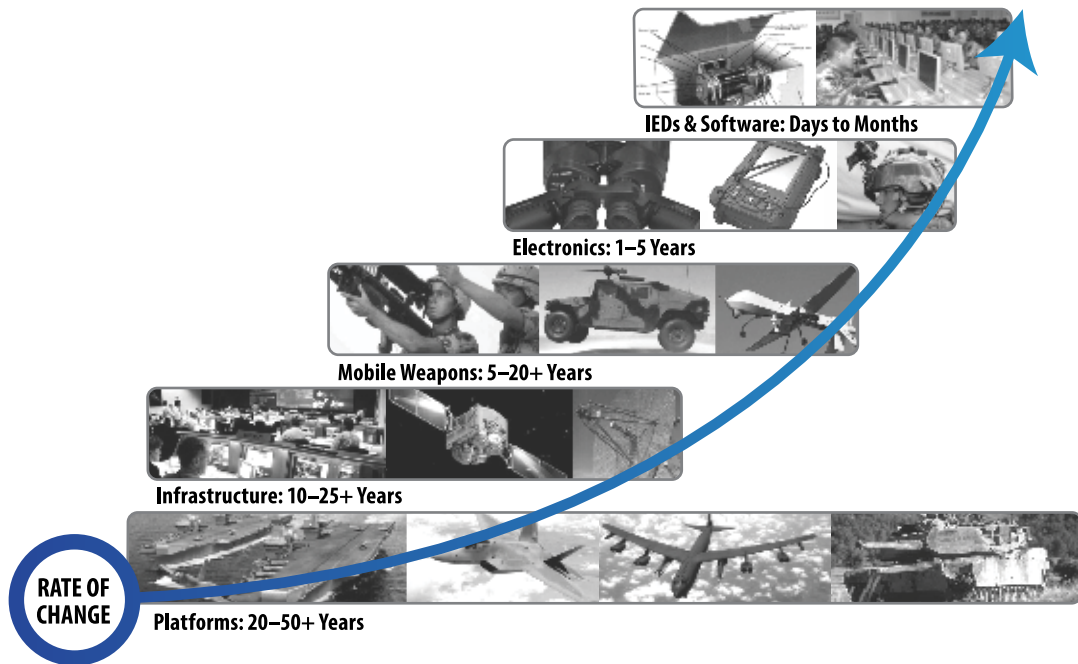 IEDs & Software: Days to Months
Electronics: 1–5 Years
Mobile Weapons: 5–20+ Years
Infrastructure: 10–25+ Years
RATE OF
CHANGE
Platforms: 20–50+ Years